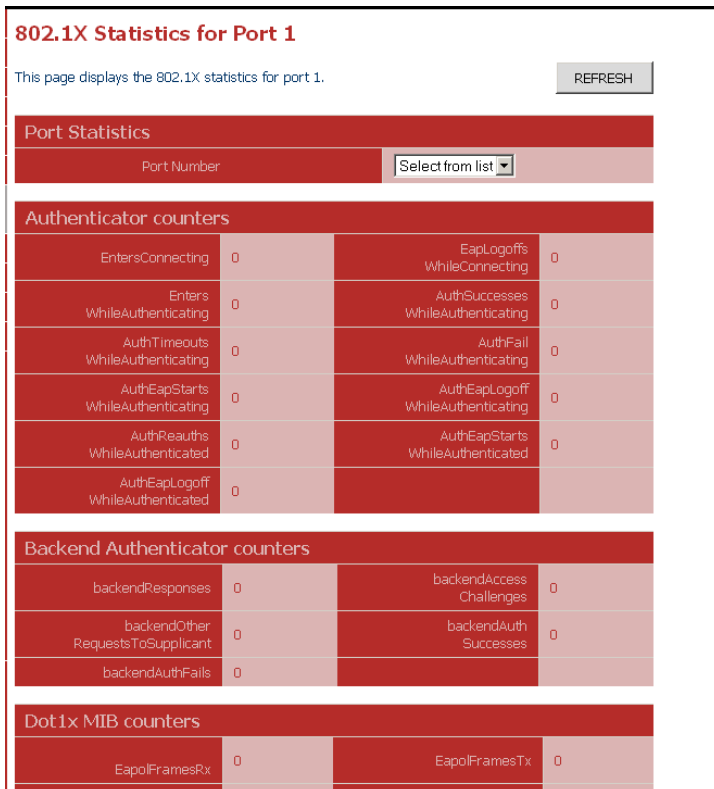 802.1X Statistics for Port 1
This page displays the 802.1X statistics for port 1.
REFRESH
Port Statistics
Port Number
Select from list
Authenticator counters
EntersConnecting 0
EapLogoffs
WhileConnecting 0
Enters
WhileAuthenticating 0
AuthSuccesses
WhileAuthenticating 0
AuthTimeouts
WhileAuthenticating 0
AuthFail
WhileAuthenticating 0
AuthEapStarts
WhileAuthenticating 0
AuthEapLogoff
WhileAuthenticating 0
AuthReauths
WhileAuthenticated 0
AuthEapStarts
WhileAuthenticated 0
AuthEapLogoff
WhileAuthenticated 0
Backend Authenticator counters
backendResponses 0
backendAccess
Challenges 0
backendOther
RequestsToSupplicant 0
backendAuth
Successes 0
backendAuthFails 0
Dot1x MIB counters
EapolFramesRx 0
EapolFramesTx 0